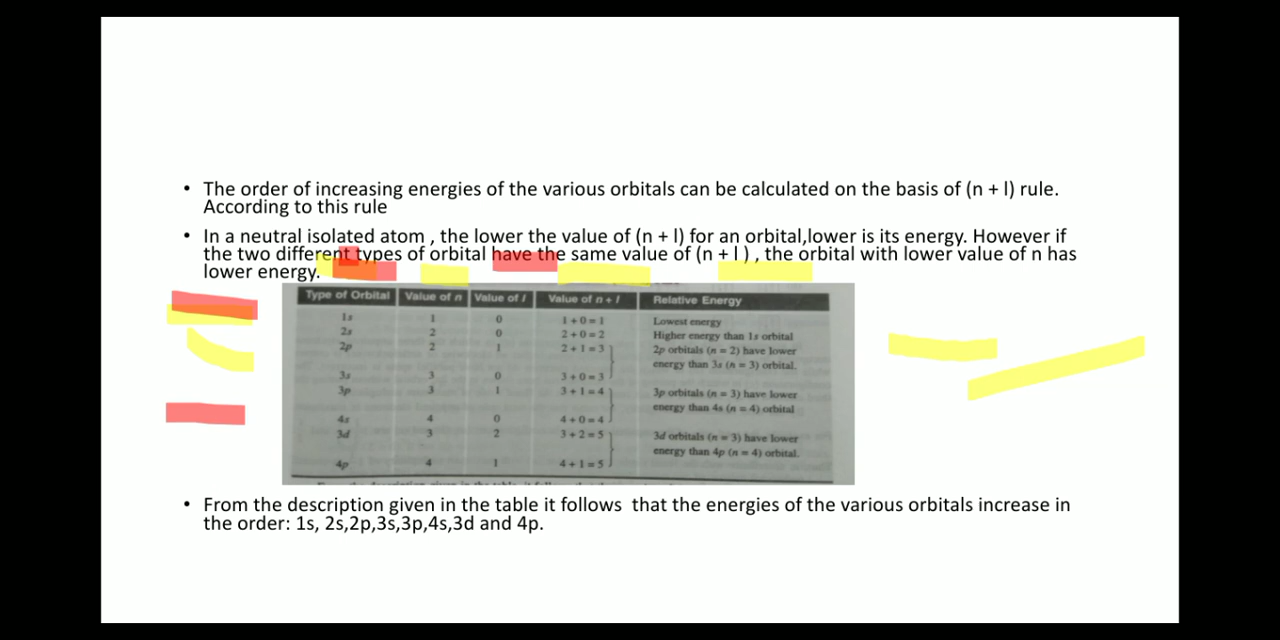 • The order of increasing energies of the various orbitals can be calculated on the basis of (n + l) rule.
According to this rule
• In a neutral isolated atom , the lower the value of (n + l) for an orbital,lower is its energy. However if
the two different types of orbital have the same value of (n + l ) , the orbital with lower value of n has
lower energy.
Type of Orbital Value of n Value of l Value of n + l Relative Energy
1s 1 0 1 + 0 = 1 Lowest energy
2s 2 0 2 + 0 = 2 Higher energy than 1s orbital
2p 2 1 2 + 1 = 3 2p orbitals (n = 2) have lower
energy than 3s (n = 3) orbital.
3s 3 0 3 + 0 = 3
3p 3 1 3 + 1 = 4 3p orbitals (n = 3) have lower
energy than 4s (n = 4) orbital
4s 4 0 4 + 0 = 4
3d 3 2 3 + 2 = 5 3d orbitals (n = 3) have lower
energy than 4p (n = 4) orbital.
4p 4 1 4 + 1 = 5
• From the description given in the table it follows that the energies of the various orbitals increase in
the order: 1s, 2s,2p,3s,3p,4s,3d and 4p.